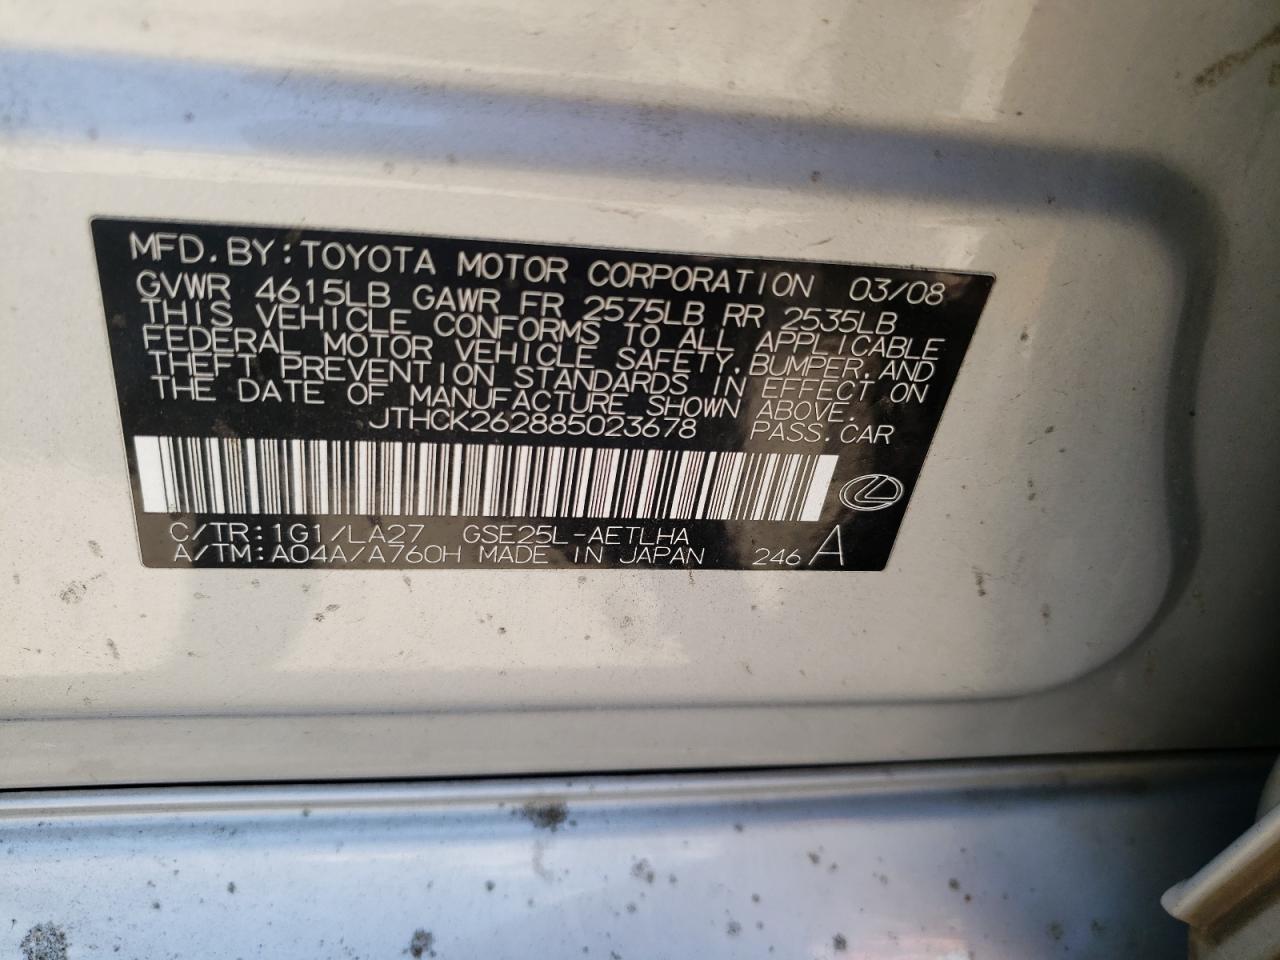 MFD. BY: TOYOTA MOTOR CORPORATION 03/08
GVWR 4615LB GAWR FR 2575LB RR 2535LB
THIS VEHICLE CONFORMS TO ALL APPLICABLE
FEDERAL MOTOR VEHICLE SAFETY, BUMPER, AND
THEFT PREVENTION STANDARDS IN EFFECT ON
THE DATE OF MANUFACTURE SHOWN ABOVE.
JTHCK262885023678 PASS. CAR
C/TR: 1G1/LA27 GSE25L-AETLHA
A/TM: A04A/A760H MADE IN JAPAN 246 A